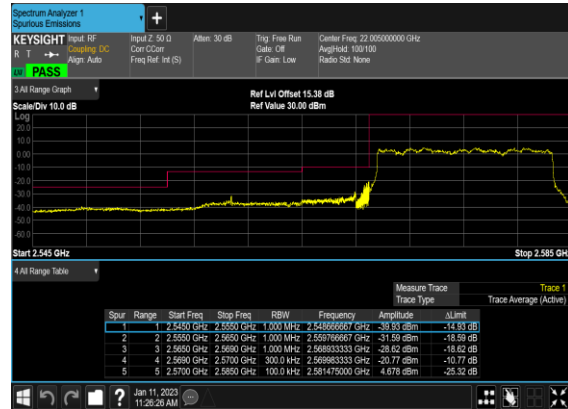 Spectrum Analyzer 1
Spurious Emissions
+
KEYSIGHT Input: RF Input Z: 50 Ω Atten: 30 dB Trig: Free Run Center Freq: 22.005000000 GHz
R T Coupling: DC Corr CCorr Gate: Off Avg|Hold: 100/100
Align: Auto Freq Ref: Int (S) IF Gain: Low Radio Std: None
LW PASS
3 All Range Graph Ref Lvl Offset 15.38 dB
Scale/Div 10.0 dB Ref Value 30.00 dBm
Log
20.0
10.0
0.00
-10.0
-20.0
-30.0
-40.0
-50.0
-60.0
Start 2.545 GHz Stop 2.585 GHz
4 All Range Table
Measure Trace Trace 1
Trace Type Trace Average (Active)
Spur Range Start Freq Stop Freq RBW Frequency Amplitude ΔLimit
1 1 2.5450 GHz 2.5550 GHz 1.000 MHz 2.548666667 GHz -39.93 dBm -14.93 dB
2 2 2.5550 GHz 2.5650 GHz 1.000 MHz 2.559766667 GHz -31.59 dBm -18.59 dB
3 3 2.5650 GHz 2.5690 GHz 1.000 MHz 2.568933333 GHz -28.62 dBm -18.62 dB
4 4 2.5690 GHz 2.5700 GHz 300.0 kHz 2.569983333 GHz -20.77 dBm -10.77 dB
5 5 2.5700 GHz 2.5850 GHz 100.0 kHz 2.581475000 GHz 4.678 dBm -25.32 dB
? Jan 11, 2023
11:26:26 AM